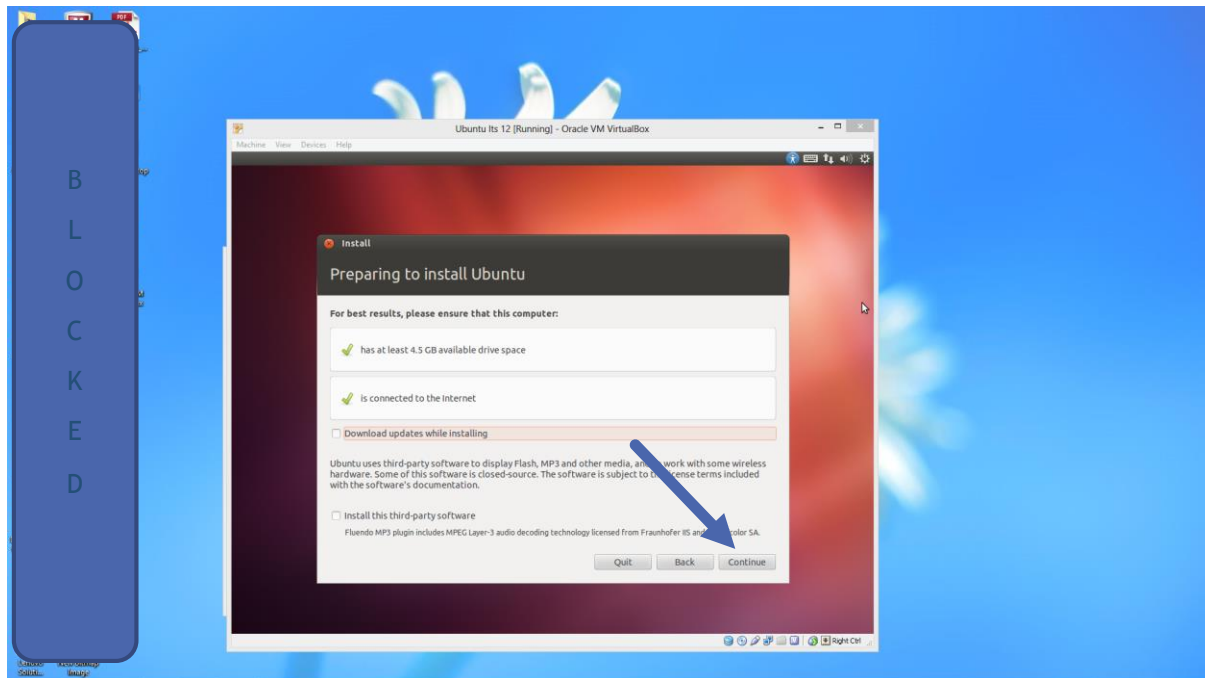 PDF
B
L
O
C
K
E
D
Ubuntu lts 12 [Running] - Oracle VM VirtualBox
Machine View Devices Help
Install
Preparing to install Ubuntu
For best results, please ensure that this computer:
has at least 4.5 GB available drive space
is connected to the Internet
Download updates while installing
Ubuntu uses third-party software to display Flash, MP3 and other media, and work with some wireless
hardware. Some of this software is closed-source. The software is subject to license terms included
with the software's documentation.
Install this third-party software
Fluendo MP3 plugin includes MPEG Layer-3 audio decoding technology licensed from Fraunhofer IIS and color SA.
Quit Back Continue
Right Ctrl
Image